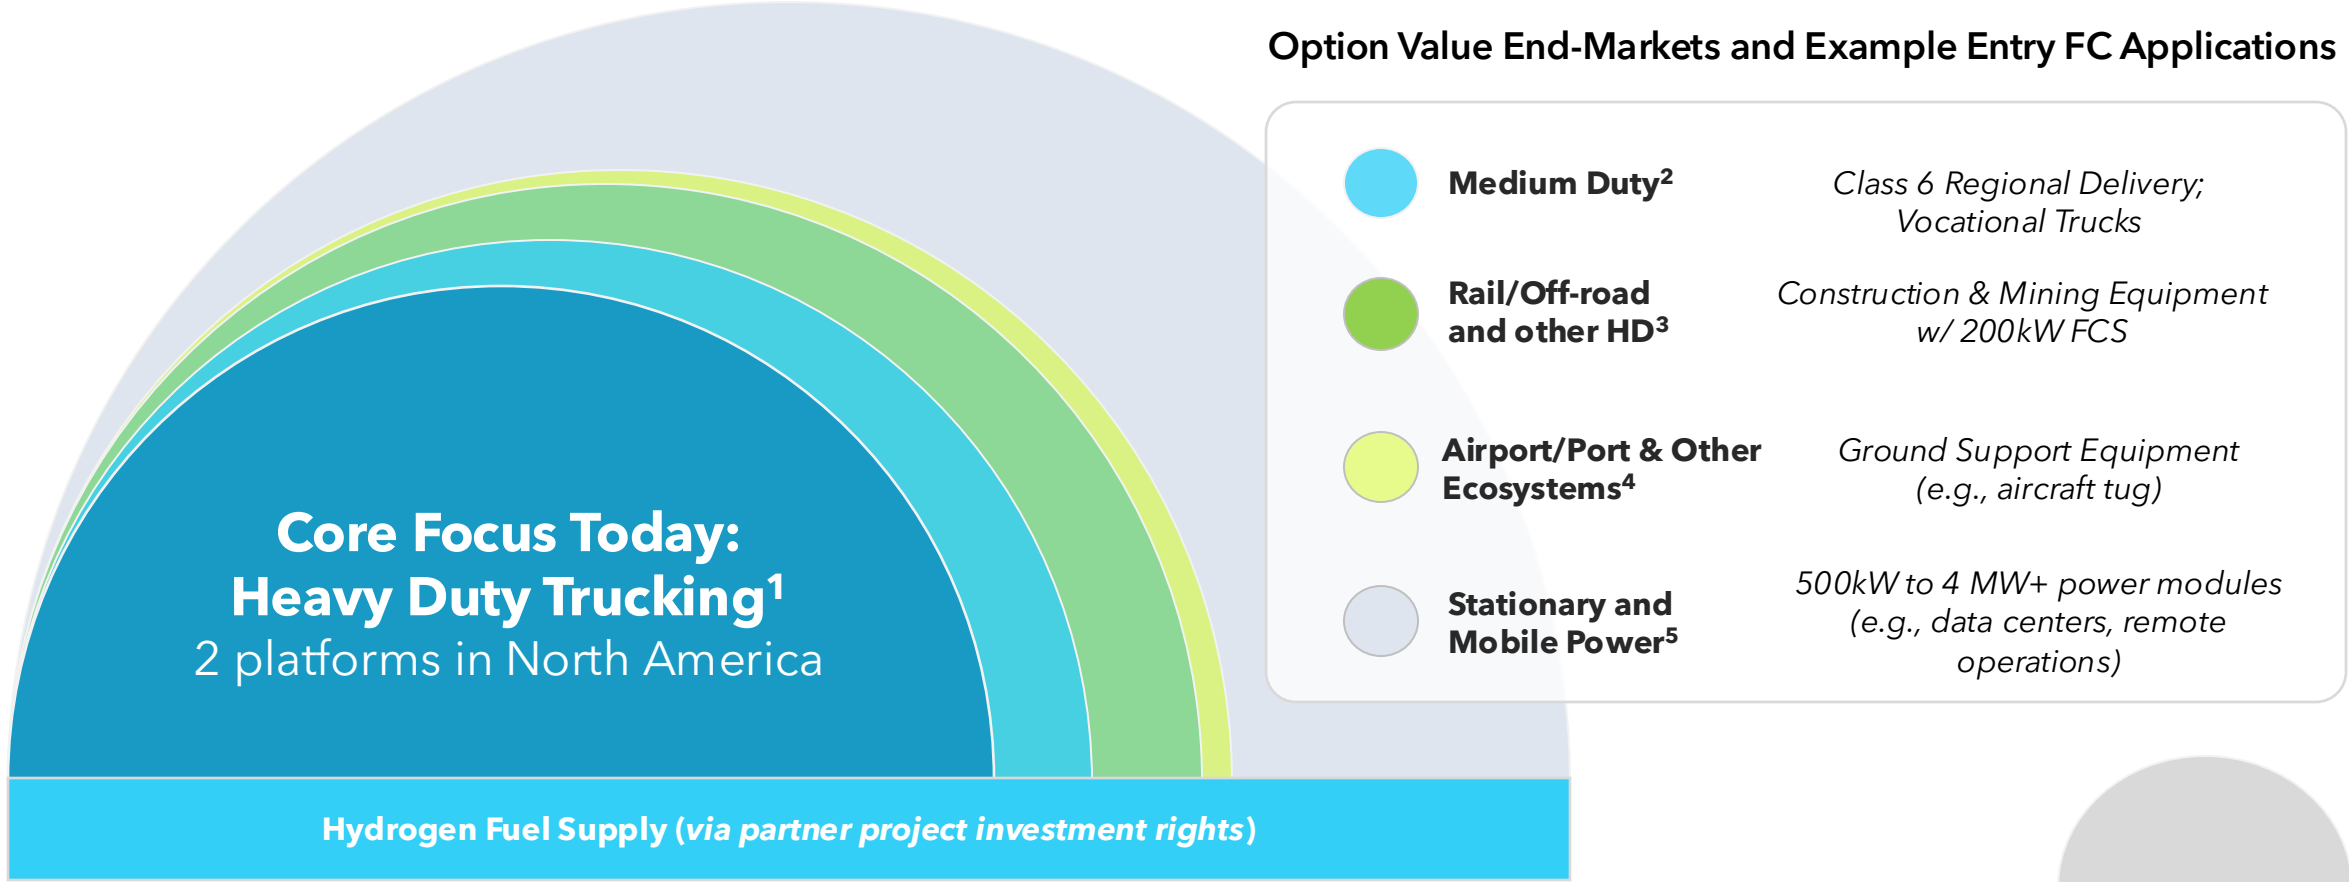 Option Value End-Markets and Example Entry FC Applications
Medium Duty²
Class 6 Regional Delivery;
Vocational Trucks
Rail/Off-road
and other HD³
Construction & Mining Equipment
w/ 200kW FCS
Airport/Port & Other
Ecosystems⁴
Ground Support Equipment
(e.g., aircraft tug)
Stationary and
Mobile Power⁵
500kW to 4 MW+ power modules
(e.g., data centers, remote
operations)
Core Focus Today:
Heavy Duty Trucking¹
2 platforms in North America
Hydrogen Fuel Supply (via partner project investment rights)